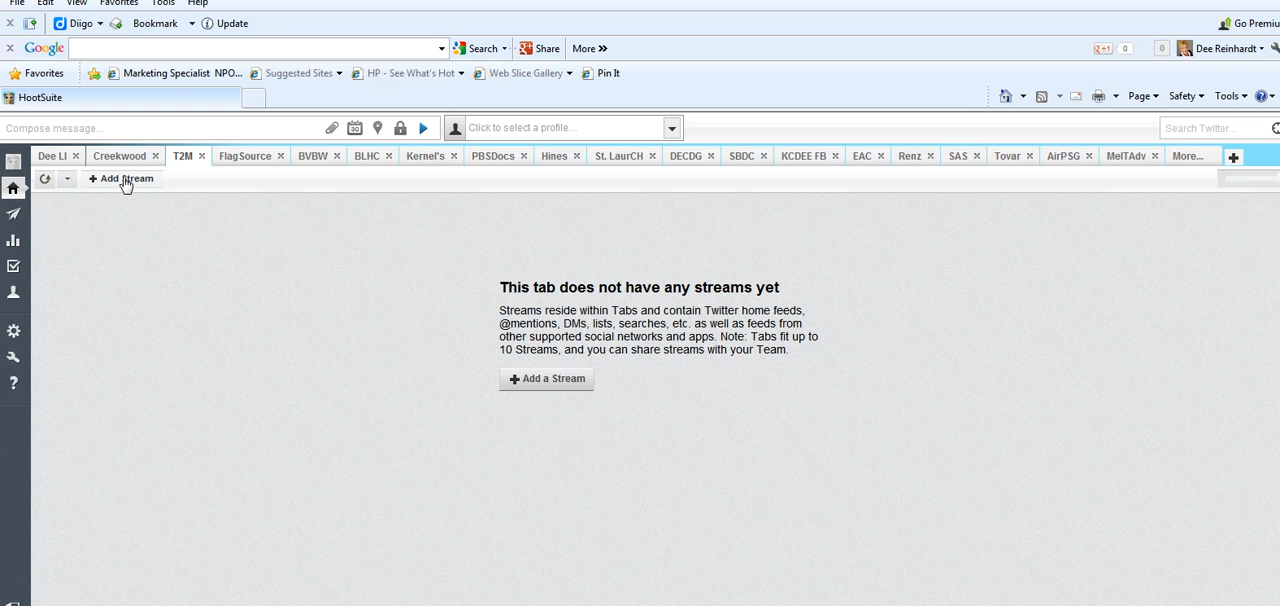 File Edit View Favorites Tools Help
Diigo Bookmark Update Go Premiu
Google Search Share More » +1 0 0 Dee Reinhardt
Favorites Marketing Specialist NPO... Suggested Sites HP - See What's Hot Web Slice Gallery Pin It
HootSuite Page Safety Tools
Compose message... 30 Click to select a profile... Search Twitter...
Dee LI Creekwood T2M FlagSource BVBW BLHC Kernel's PBSDocs Hines St. LaurCH DECDG SBDC KCDEE FB EAC Renz SAS Tovar AirPSG MelTAdv More...
Add Stream
This tab does not have any streams yet
Streams reside within Tabs and contain Twitter home feeds,
@mentions, DMs, lists, searches, etc. as well as feeds from
other supported social networks and apps. Note: Tabs fit up to
10 Streams, and you can share streams with your Team.
Add a Stream